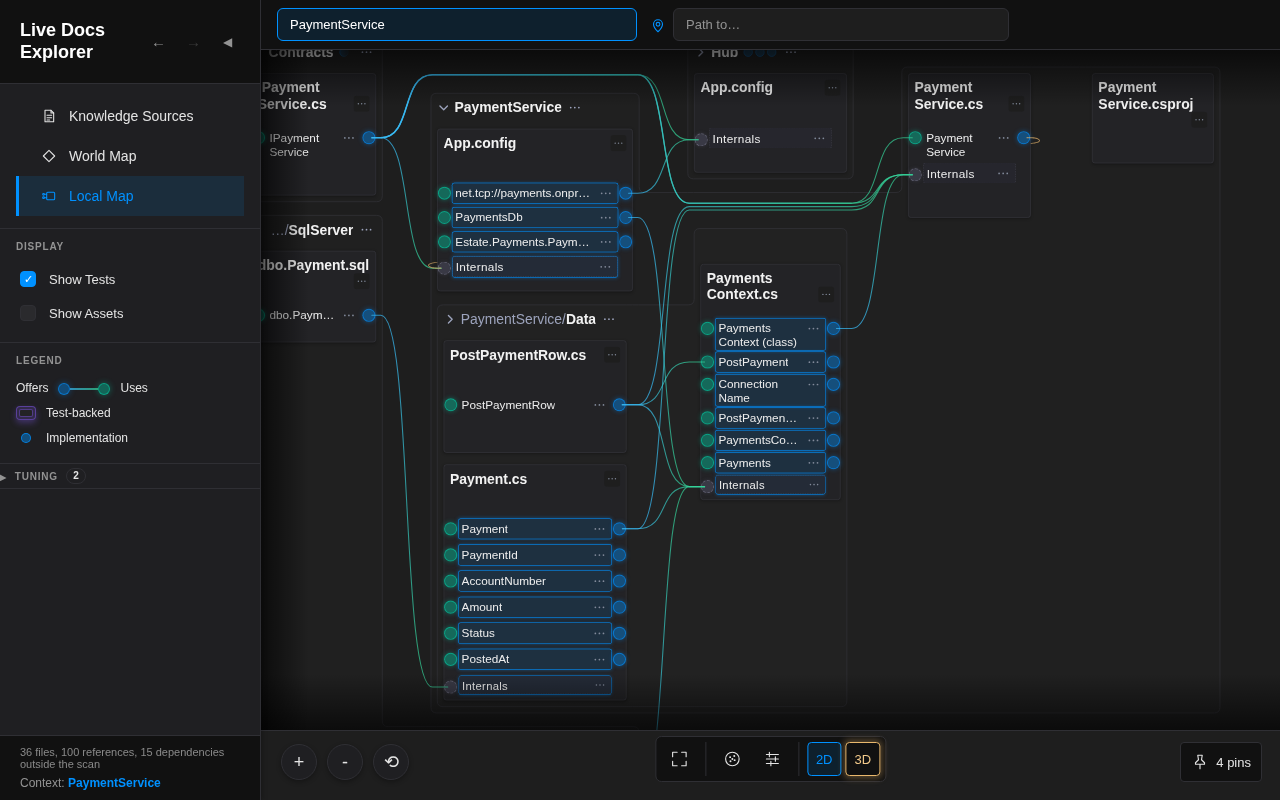 Live Docs
Explorer
← → ◀
Knowledge Sources
World Map
Local Map
DISPLAY
Show Tests
Show Assets
LEGEND
Offers
Uses
Test-backed
Implementation
TUNING 2
36 files, 100 references, 15 dependencies
outside the scan
Context: PaymentService
PaymentService
Path to…
Contracts ···
Payment
Service.cs ···
IPayment
Service ···
…/SqlServer ···
dbo.Payment.sql
···
dbo.Paym… ···
PaymentService ···
App.config ···
net.tcp://payments.onpr… ···
PaymentsDb ···
Estate.Payments.Paym… ···
Internals ···
PaymentService/Data ···
PostPaymentRow.cs ···
PostPaymentRow ···
Payment.cs ···
Payment ···
PaymentId ···
AccountNumber ···
Amount ···
Status ···
PostedAt ···
Internals ···
Hub ···
App.config ···
Internals ···
Payments
Context.cs ···
Payments
Context (class) ···
PostPayment ···
Connection
Name ···
PostPaymen… ···
PaymentsCo… ···
Payments ···
Internals ···
Payment
Service.cs ···
Payment
Service ···
Internals ···
Payment
Service.csproj
···
+ - ⟲
2D 3D
4 pins